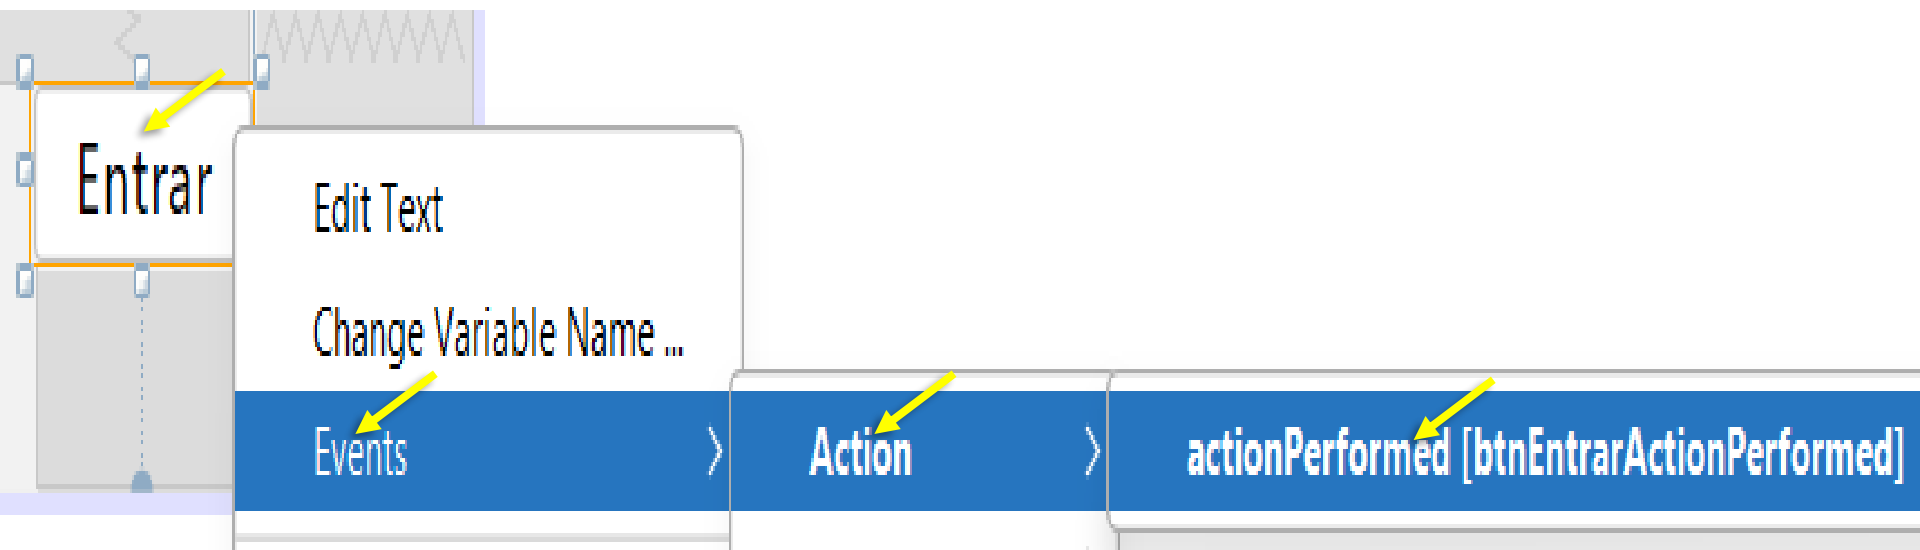 Entrar
Edit Text
Change Variable Name ...
Events
Action
actionPerformed [btnEntrarActionPerformed]